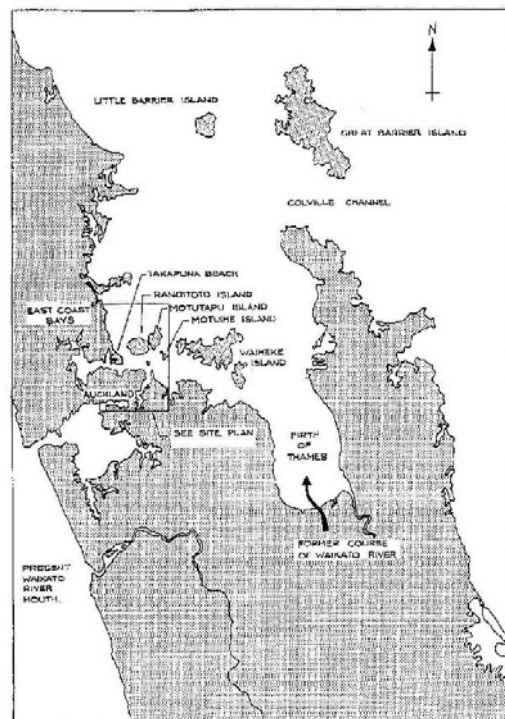 N
LITTLE BARRIER ISLAND
GREAT BARRIER ISLAND
COLVILLE CHANNEL
TAKAPUNA BEACH
RANGITOTO ISLAND
EAST COAST
BAYS
MOTUTAPU ISLAND
MOTUIHE ISLAND
WAIHEKE
ISLAND
AUCKLAND
SEE SITE PLAN
FIRTH
OF
THAMES
FORMER COURSE
OF WAIKATO RIVER
PRESENT
WAIKATO
RIVER
MOUTH.